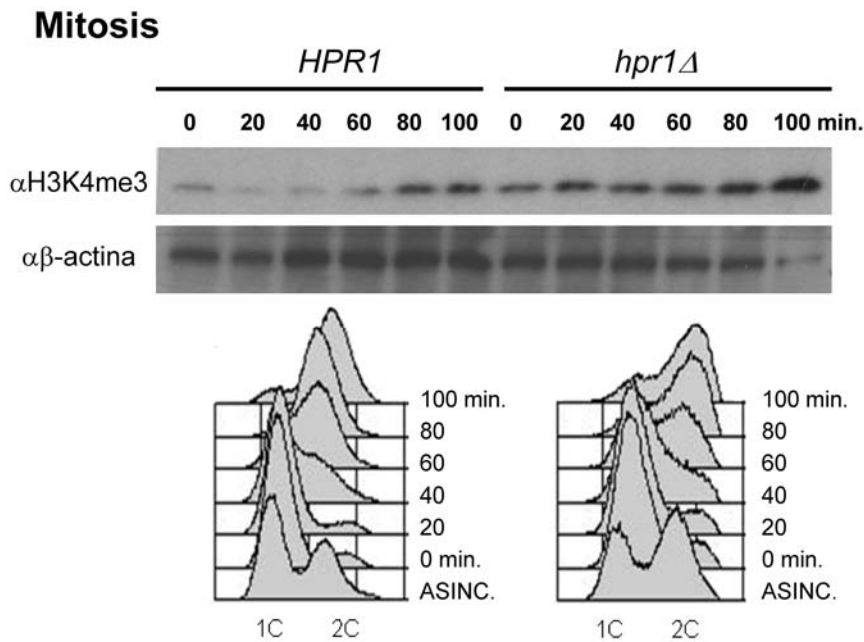 Mitosis
HPR1 hpr1Δ
0 20 40 60 80 100 0 20 40 60 80 100 min.
αH3K4me3
αβ-actina
100 min. 100 min.
80 80
60 60
40 40
20 20
0 min. 0 min.
ASINC. ASINC.
1C 2C 1C 2C